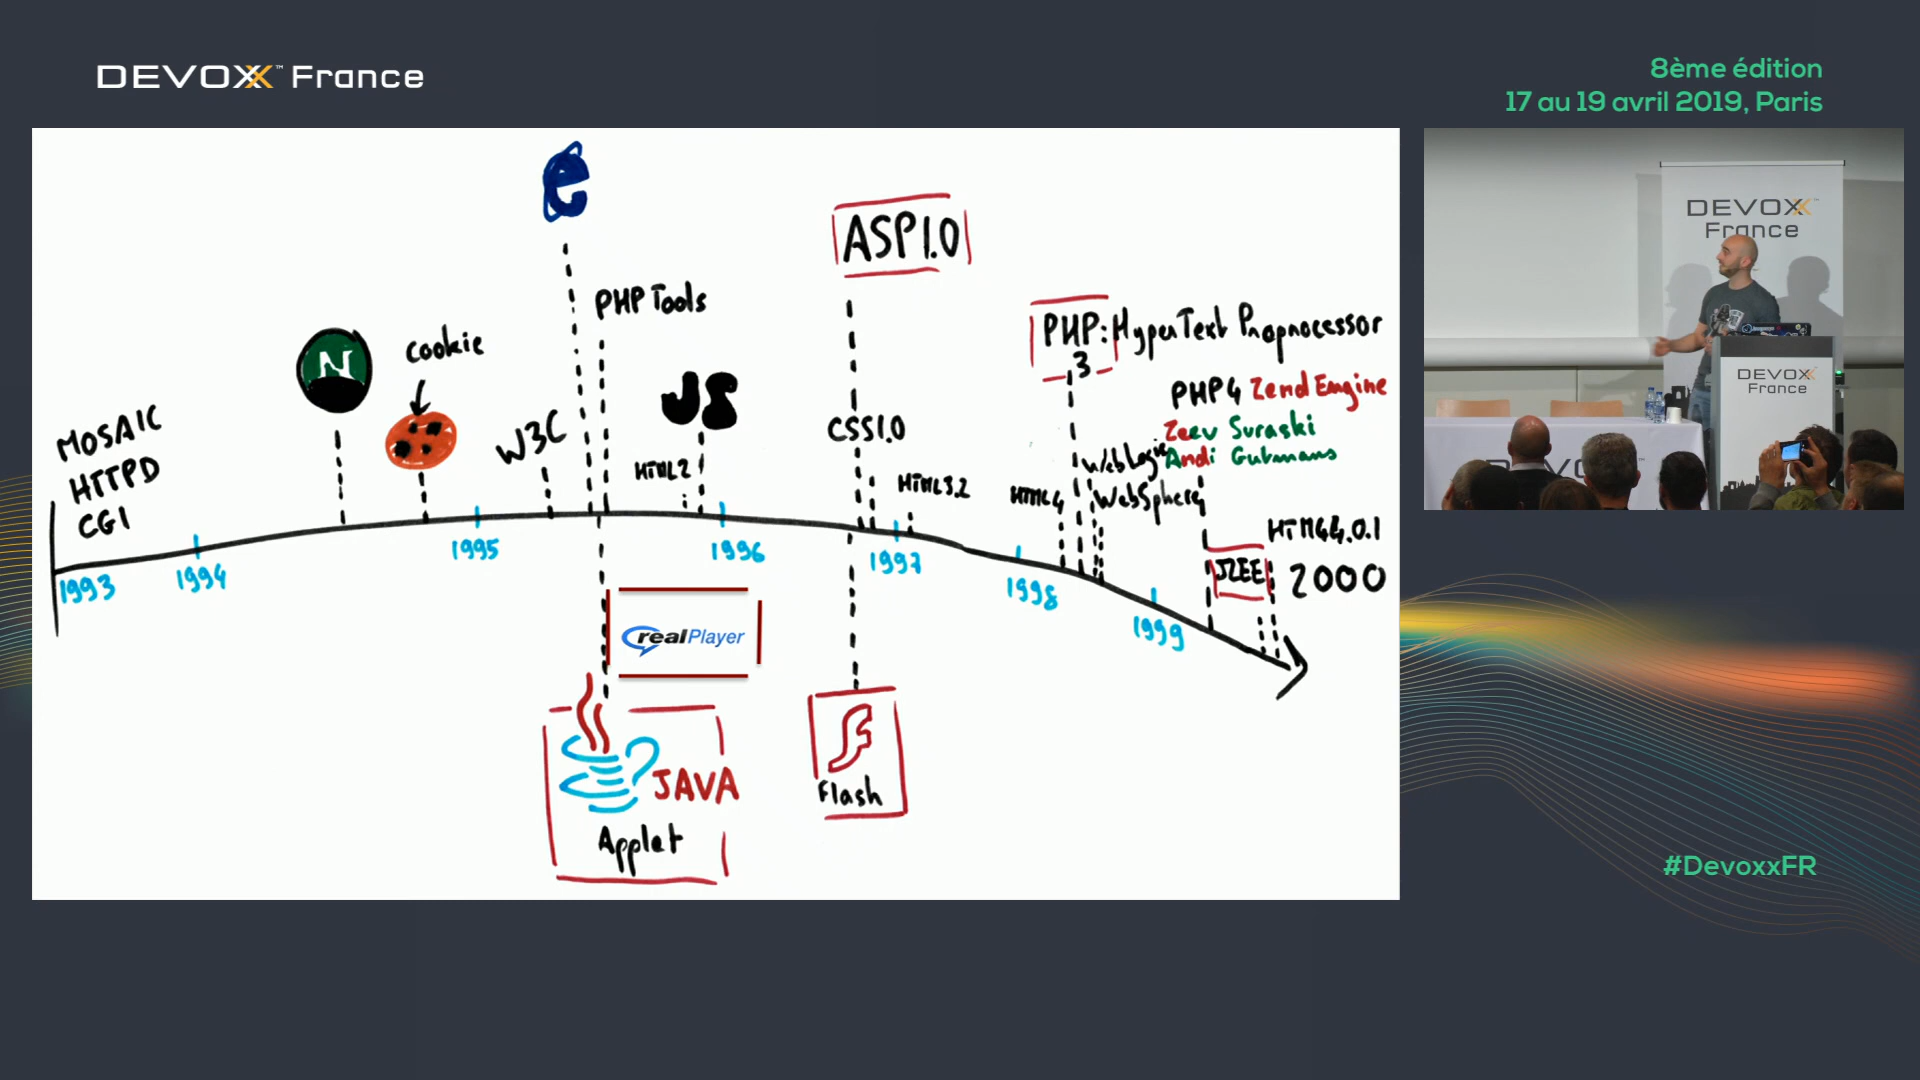 DEVOXX™ France
8ème édition
17 au 19 avril 2019, Paris
e
ASP1.0
PHP Tools
N
cookie
JS
PHP: HyperText Propnocessor
3
PHP4 Zend Engine
Zeev Suraski
Andi Gutmans
MOSAIC
HTTPD
CGI
W3C
HTML2
CSS1.0
HTML3.2
HTML4
WebLogic
WebSphere
HTML4.0.1
J2EE
2000
1993
1994
1995
1996
1997
1998
1999
realPlayer
JAVA
Applet
Flash
DEVOXX
France
DEVOXX
France
#DevoxxFR